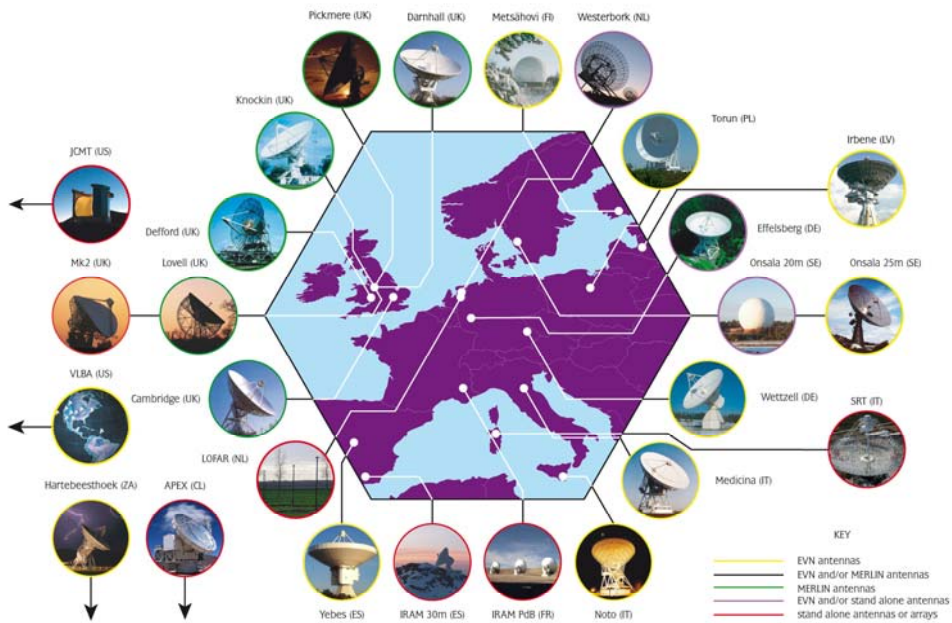 Pickmere (UK)
Darnhall (UK)
Metsähovi (FI)
Westerbork (NL)
Knockin (UK)
Torun (PL)
JCMT (US)
Irbene (LV)
Defford (UK)
Effelsberg (DE)
Mk2 (UK)
Lovell (UK)
Onsala 20m (SE)
Onsala 25m (SE)
VLBA (US)
Cambridge (UK)
Wettzell (DE)
SRT (IT)
LOFAR (NL)
Medicina (IT)
Hartebeesthoek (ZA)
APEX (CL)
Yebes (ES)
IRAM 30m (ES)
IRAM PdB (FR)
Noto (IT)
KEY
EVN antennas
EVN and/or MERLIN antennas
MERLIN antennas
EVN and/or stand alone antennas
stand alone antennas or arrays